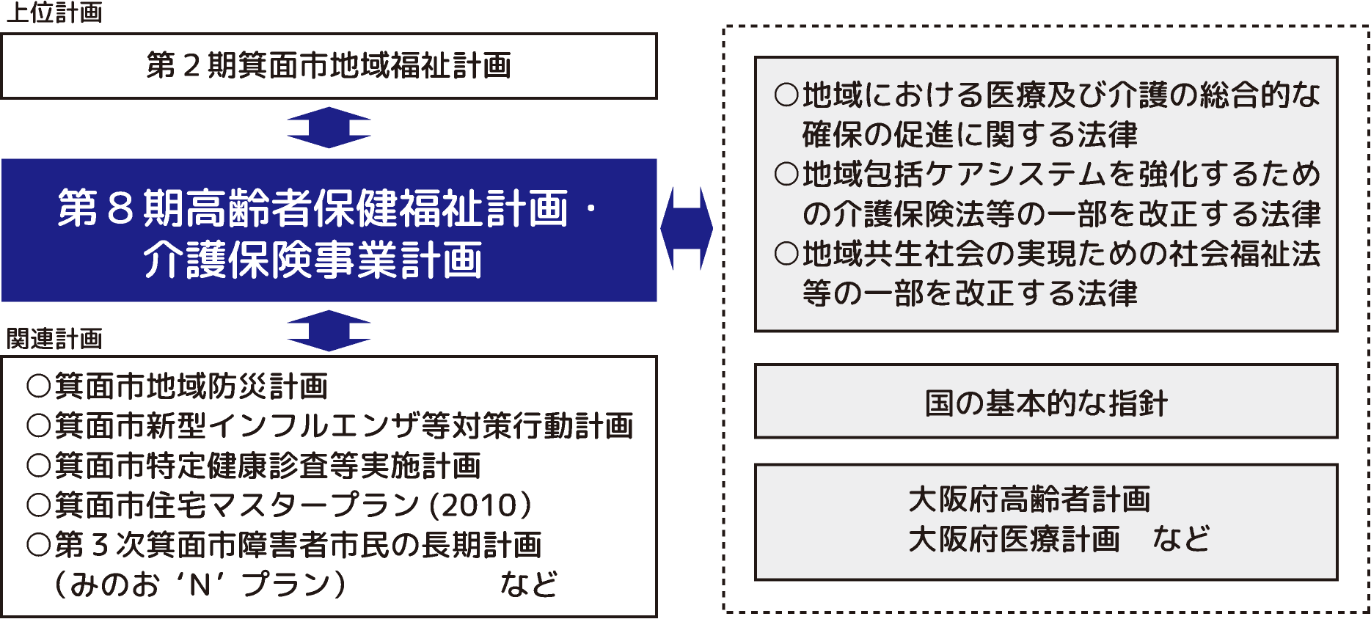 上位計画
第２期箕面市地域福祉計画
第８期高齢者保健福祉計画・
介護保険事業計画
関連計画
○箕面市地域防災計画
○箕面市新型インフルエンザ等対策行動計画
○箕面市特定健康診査等実施計画
○箕面市住宅マスタープラン(2010）
○第３次箕面市障害者市民の長期計画
（みのお‘N’プラン）　　　　　など
○地域における医療及び介護の総合的な
確保の促進に関する法律
○地域包括ケアシステムを強化するため
の介護保険法等の一部を改正する法律
○地域共生社会の実現ための社会福祉法
等の一部を改正する法律
国の基本的な指針
大阪府高齢者計画
大阪府医療計画　など